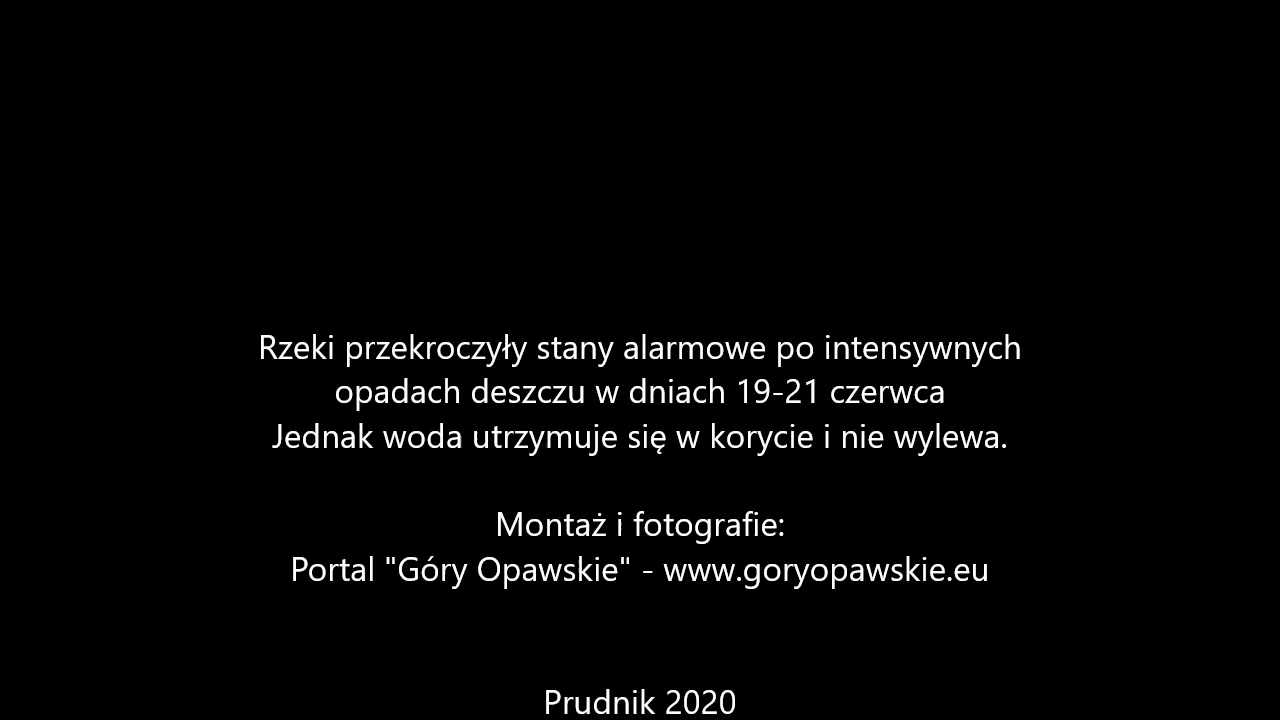 Rzeki przekroczyły stany alarmowe po intensywnych
opadach deszczu w dniach 19-21 czerwca
Jednak woda utrzymuje się w korycie i nie wylewa.
Montaż i fotografie:
Portal "Góry Opawskie" - www.goryopawskie.eu
Prudnik 2020